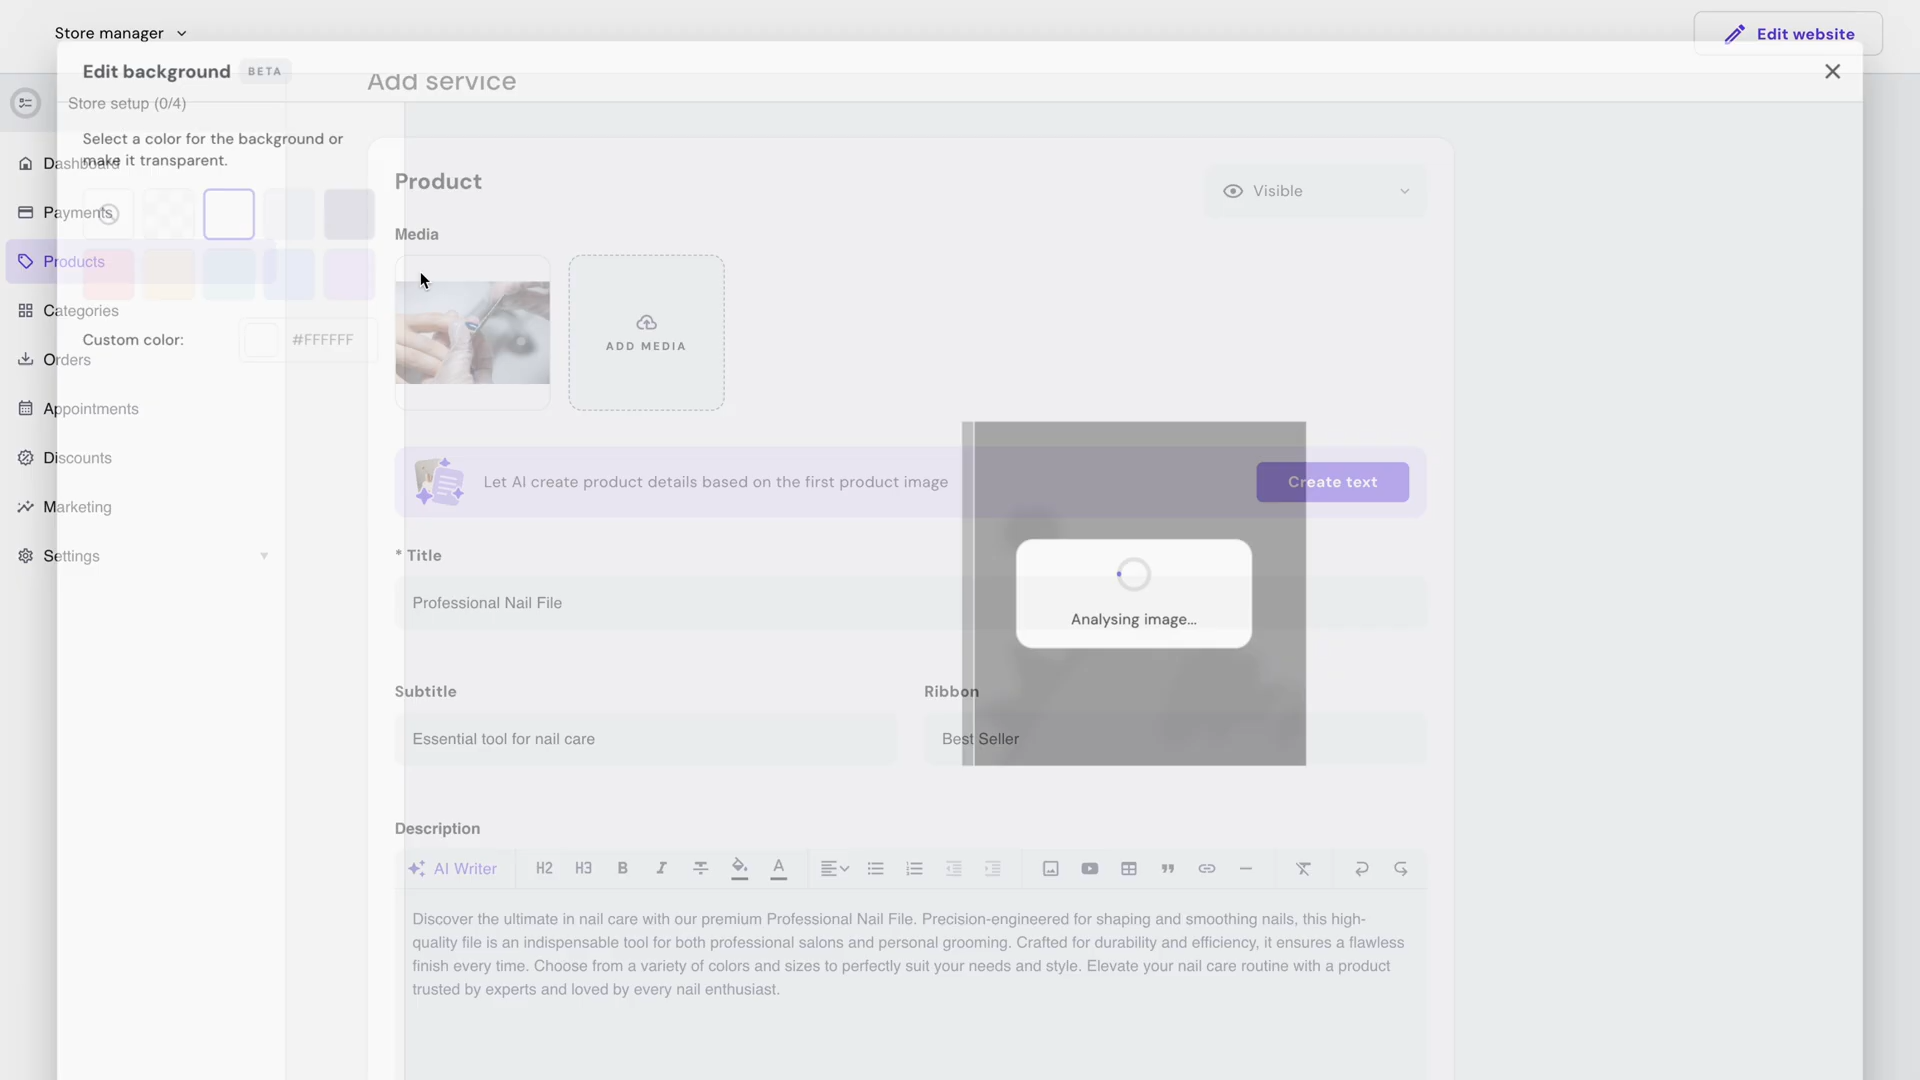 Store manager
Edit website
Edit background BETA
Add service
Store setup (0/4)
Select a color for the background or
make it transparent.
Dashboard
Payments
Products
Categories
Custom color: #FFFFFF
Orders
Appointments
Discounts
Marketing
Settings
Product
Visible
Media
ADD MEDIA
Let AI create product details based on the first product image
Create text
* Title
Professional Nail File
Analysing image...
Subtitle
Ribbon
Essential tool for nail care
Best Seller
Description
AI Writer
H2 H3 B I A
Discover the ultimate in nail care with our premium Professional Nail File. Precision-engineered for shaping and smoothing nails, this high-
quality file is an indispensable tool for both professional salons and personal grooming. Crafted for durability and efficiency, it ensures a flawless
finish every time. Choose from a variety of colors and sizes to perfectly suit your needs and style. Elevate your nail care routine with a product
trusted by experts and loved by every nail enthusiast.